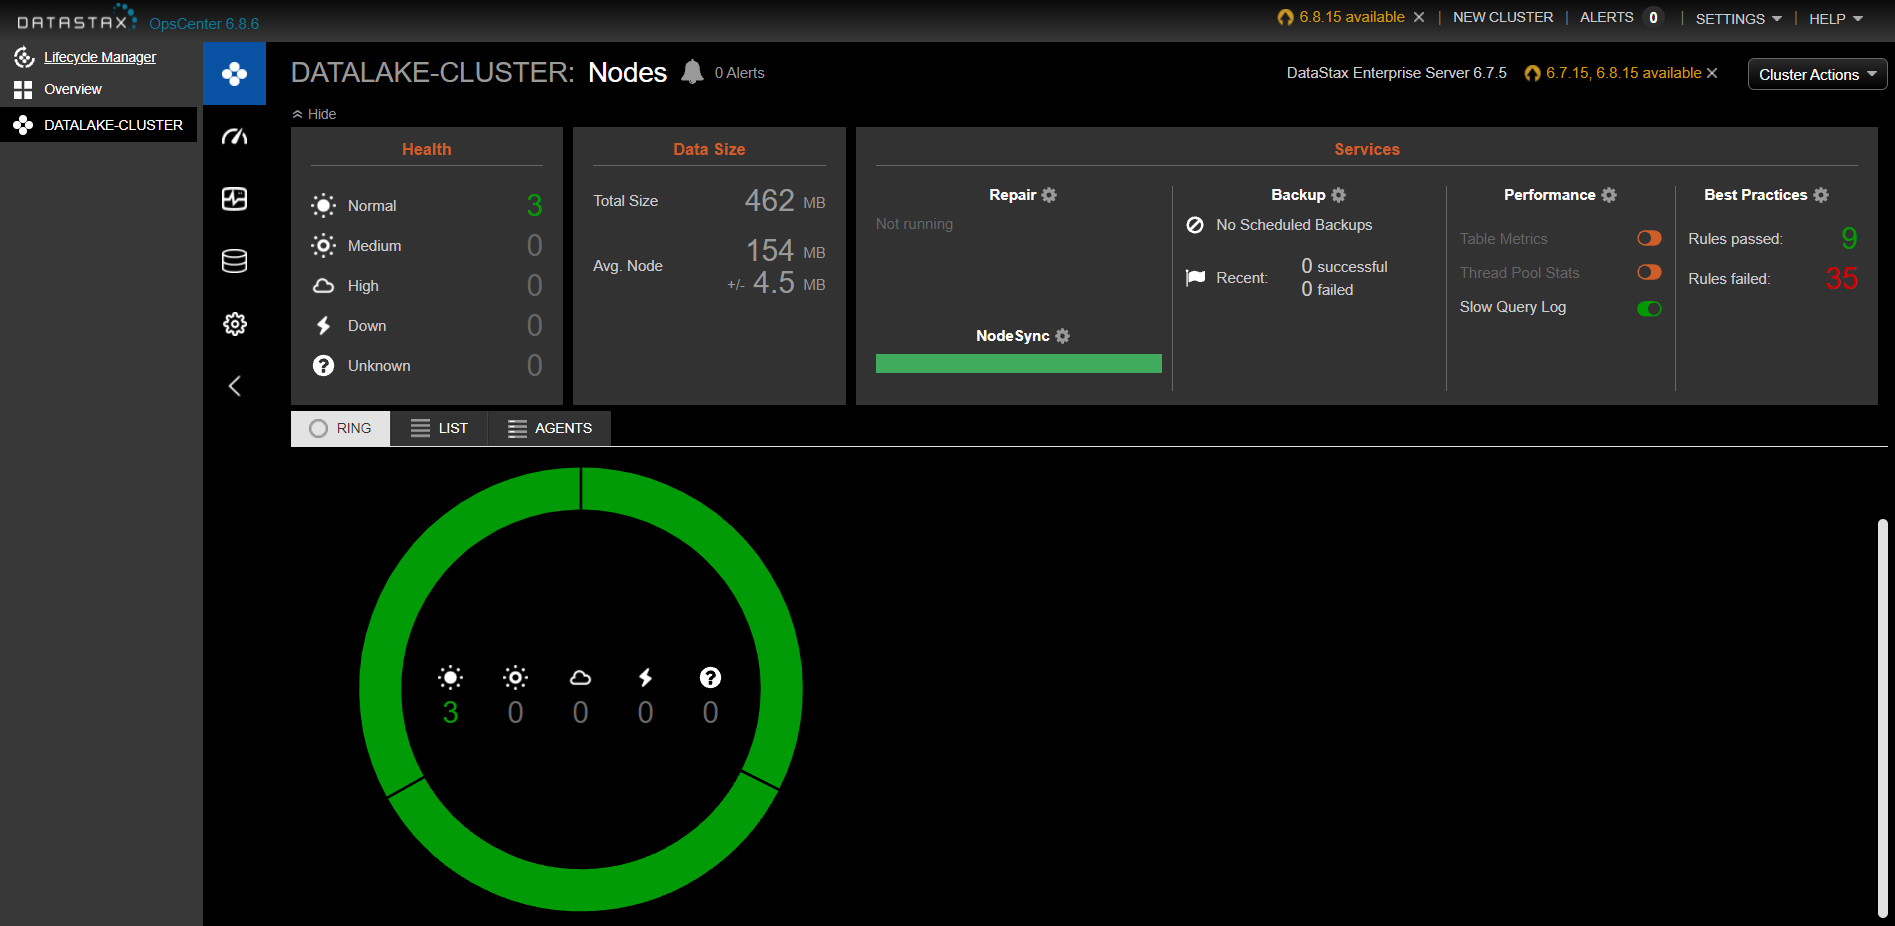 DATASTAX OpsCenter 6.8.6
6.8.15 available × | NEW CLUSTER | ALERTS 0 | SETTINGS | HELP
Lifecycle Manager
Overview
DATALAKE-CLUSTER
DATALAKE-CLUSTER: Nodes 0 Alerts
DataStax Enterprise Server 6.7.5 6.7.15, 6.8.15 available × Cluster Actions
Hide
Health
Normal 3
Medium 0
High 0
Down 0
Unknown 0
Data Size
Total Size 462 MB
Avg. Node 154 MB
+/- 4.5 MB
Services
Repair
Not running
NodeSync
Backup
No Scheduled Backups
Recent: 0 successful
0 failed
Performance
Table Metrics
Thread Pool Stats
Slow Query Log
Best Practices
Rules passed: 9
Rules failed: 35
RING LIST AGENTS
3 0 0 0 0